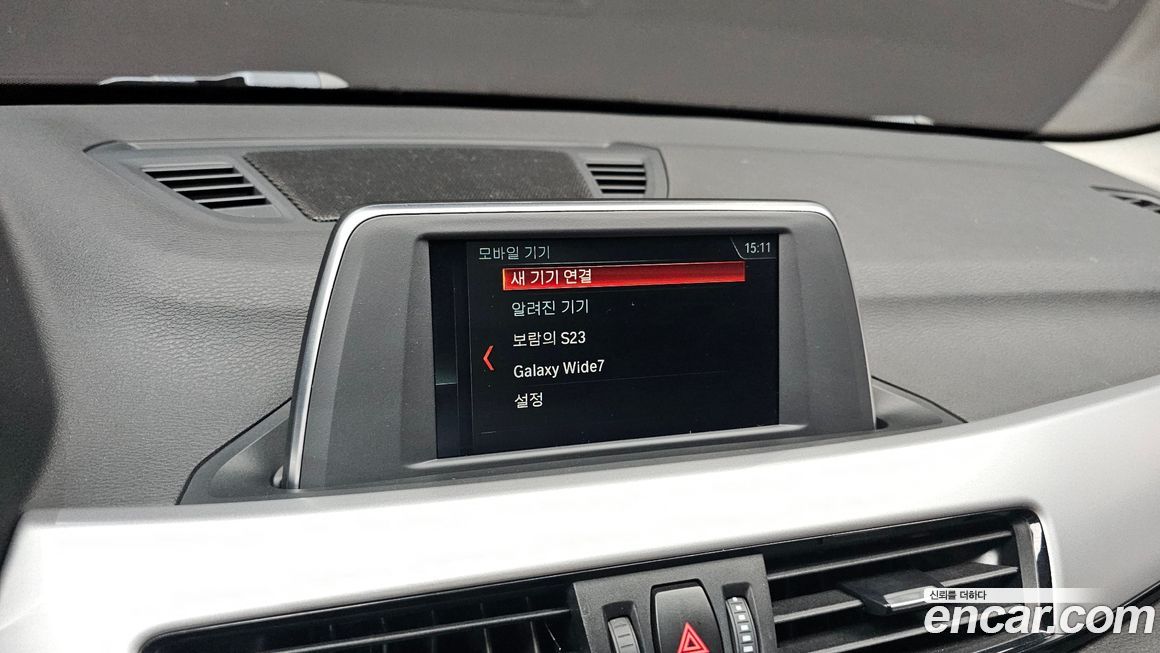 모바일 기기
15:11
새 기기 연결
알려진 기기
보람의 S23
Galaxy Wide7
설정
신뢰를 더하다
encar.com